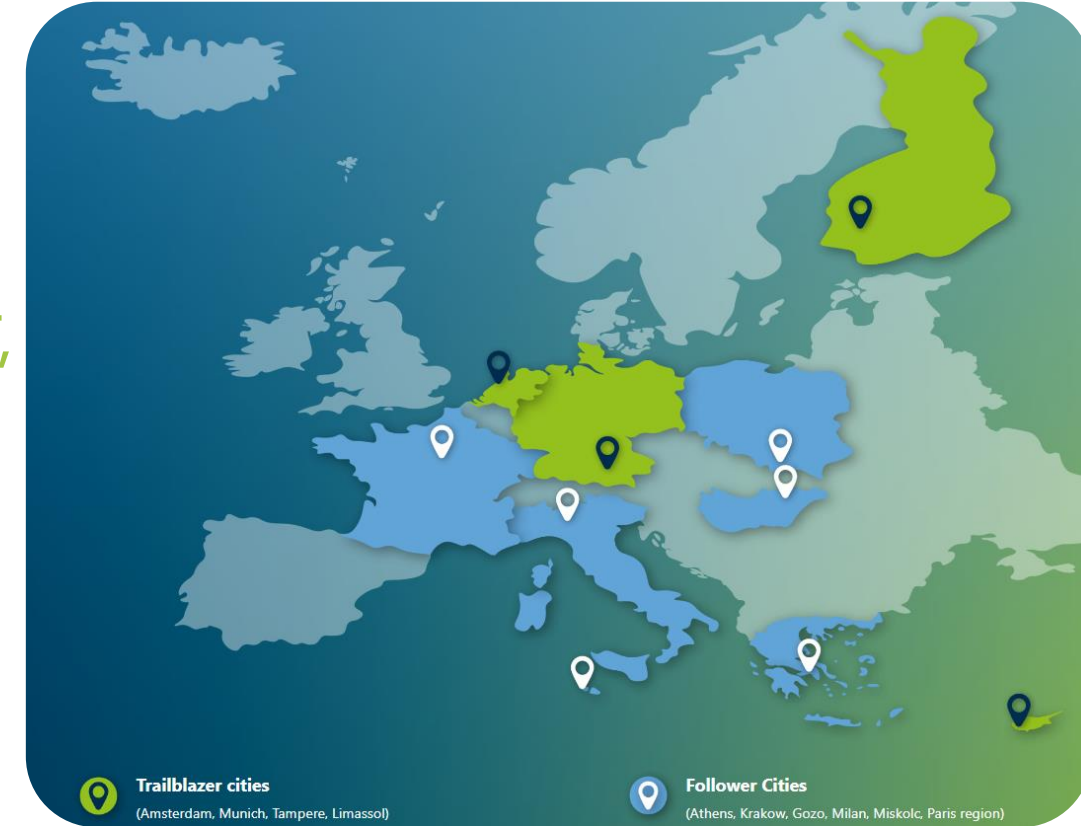 Trailblazer cities
(Amsterdam, Munich, Tampere, Limassol)
Follower Cities
(Athens, Krakow, Gozo, Milan, Miskolc, Paris region)